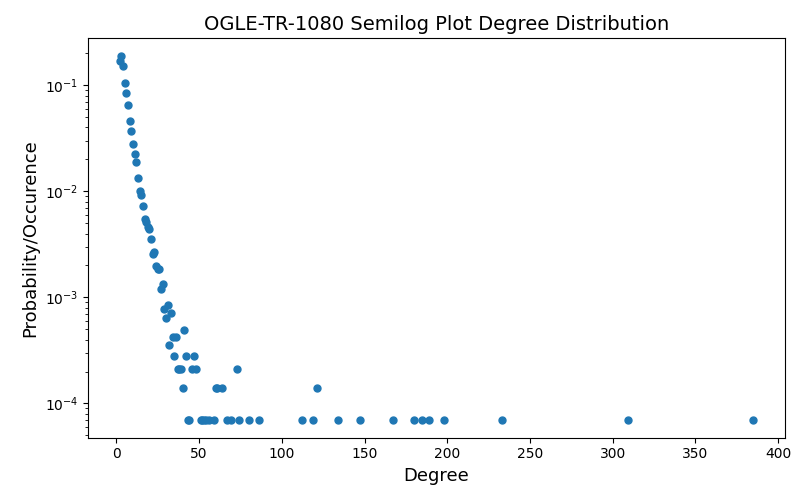 OGLE-TR-1080 Semilog Plot Degree Distribution
Probability/Occurence
10⁻¹
10⁻²
10⁻³
10⁻⁴
0 50 100 150 200 250 300 350 400
Degree